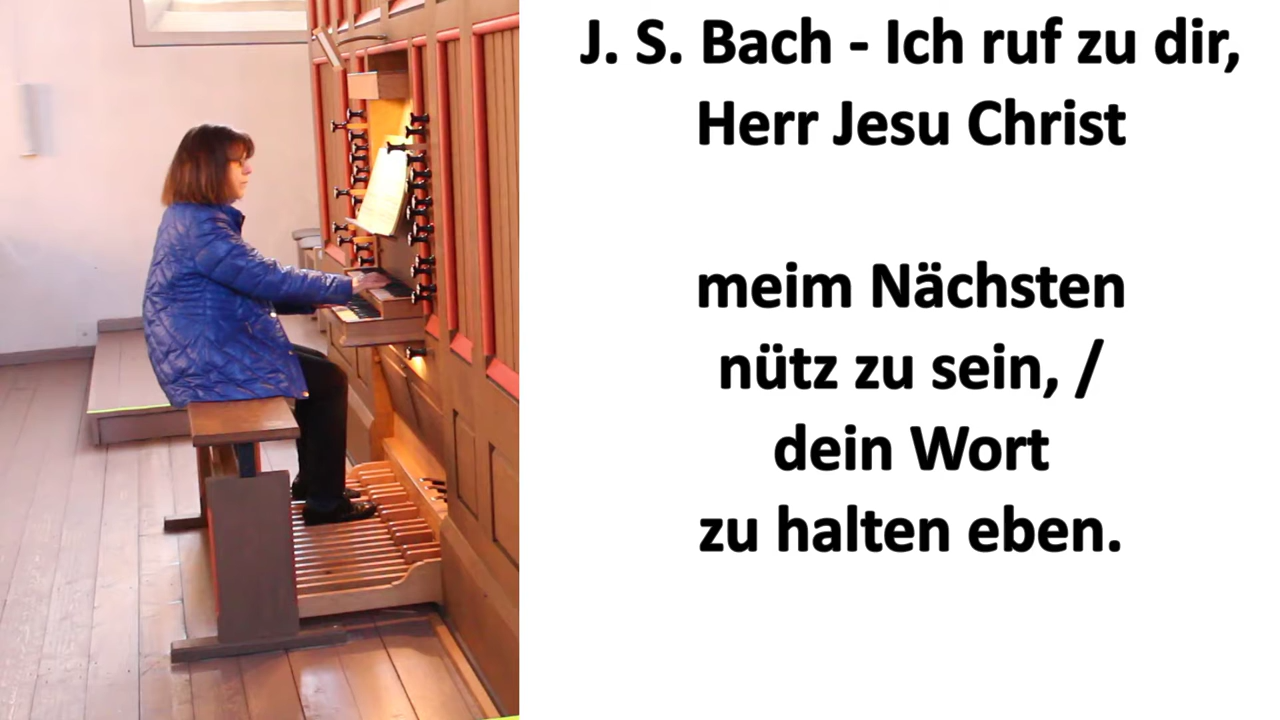 J. S. Bach - Ich ruf zu dir,
Herr Jesu Christ
meim Nächsten
nütz zu sein, /
dein Wort
zu halten eben.